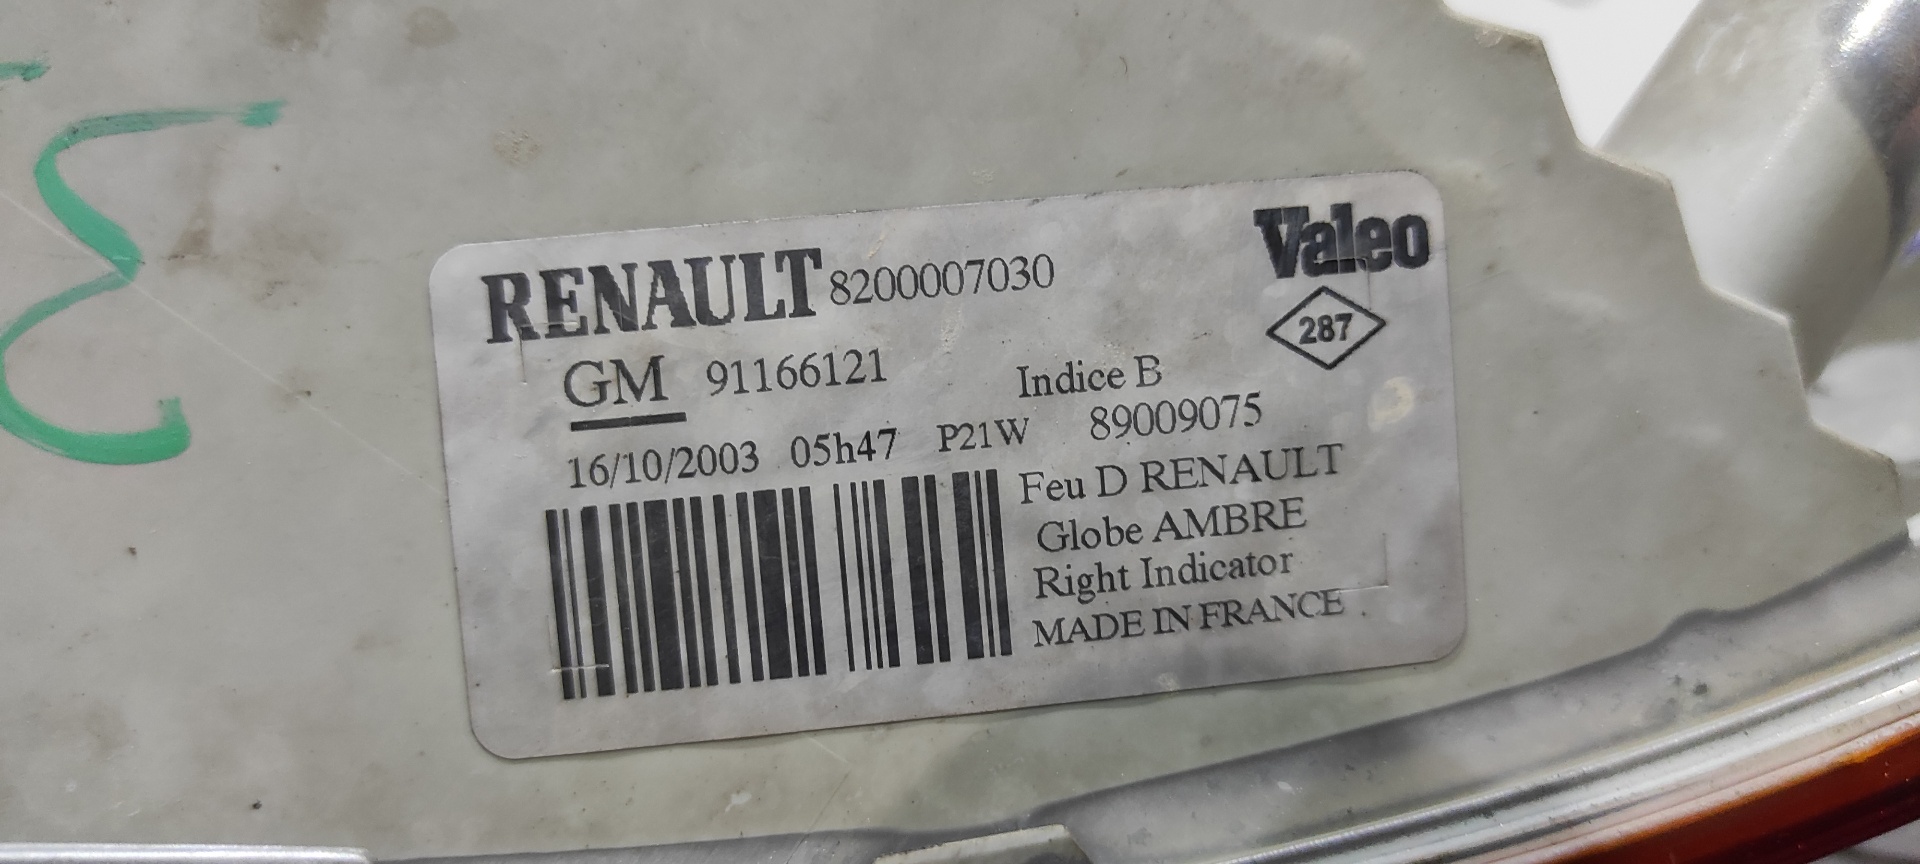 RENAULT 8200007030
Valeo
287
GM 91166121
Indice B
16/10/2003 05h47 P21W 89009075
Feu D RENAULT
Globe AMBRE
Right Indicator
MADE IN FRANCE